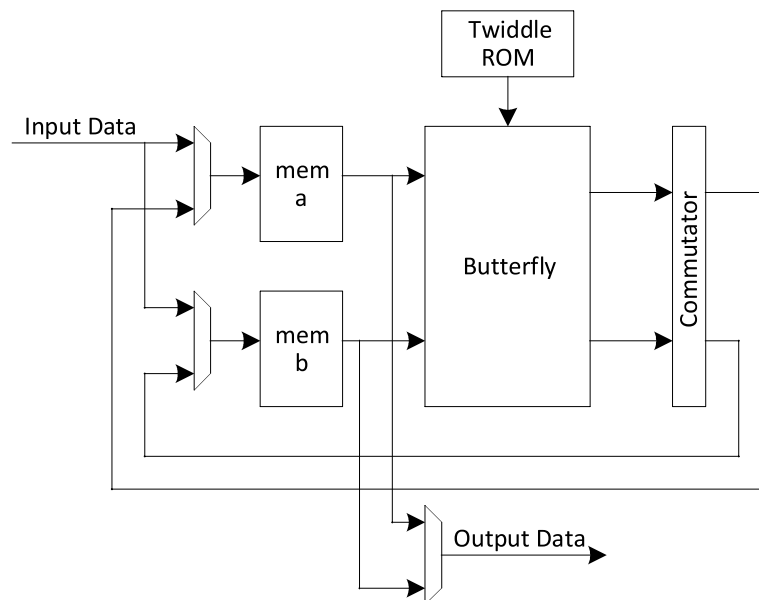 Twiddle
ROM
Input Data
mem
a
Butterfly
Commutator
mem
b
Output Data